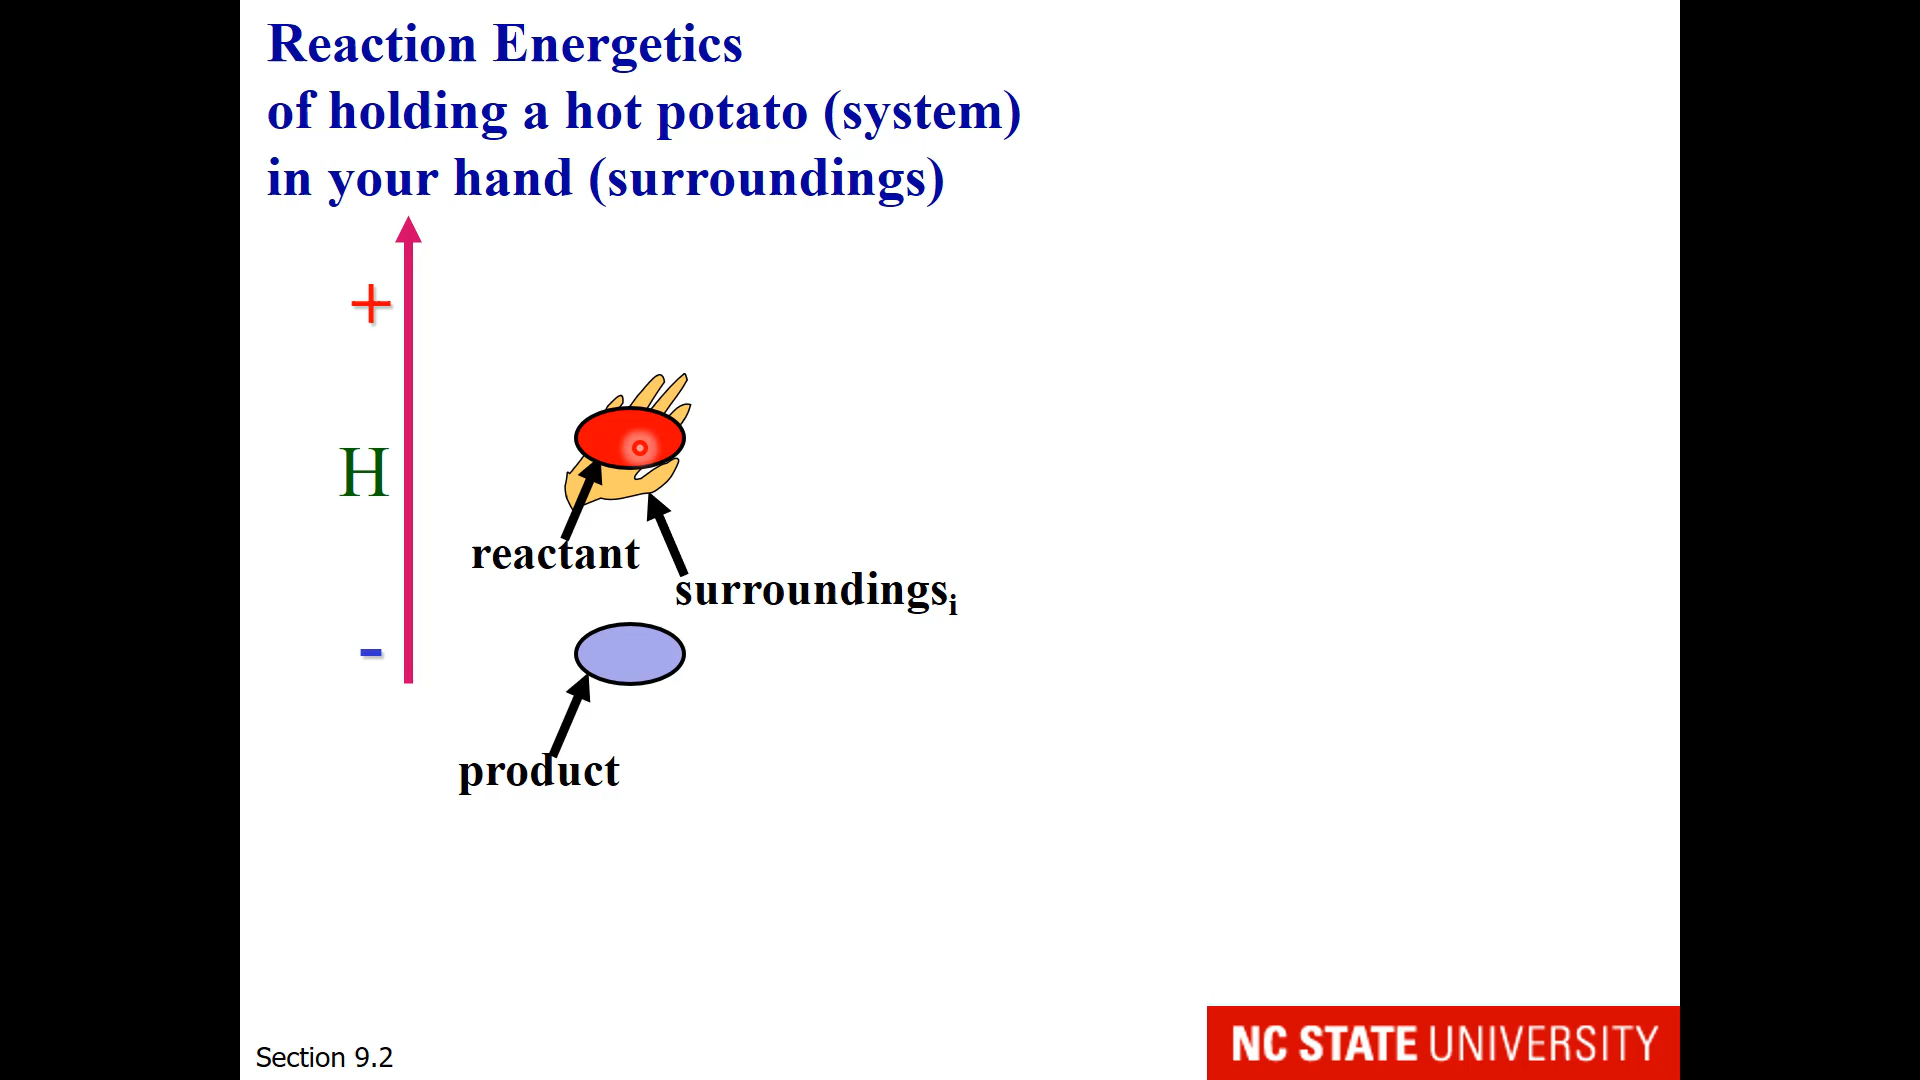 Reaction Energetics
of holding a hot potato (system)
in your hand (surroundings)
+
H
reactant
surroundingsi
-
product
Section 9.2
NC STATE UNIVERSITY